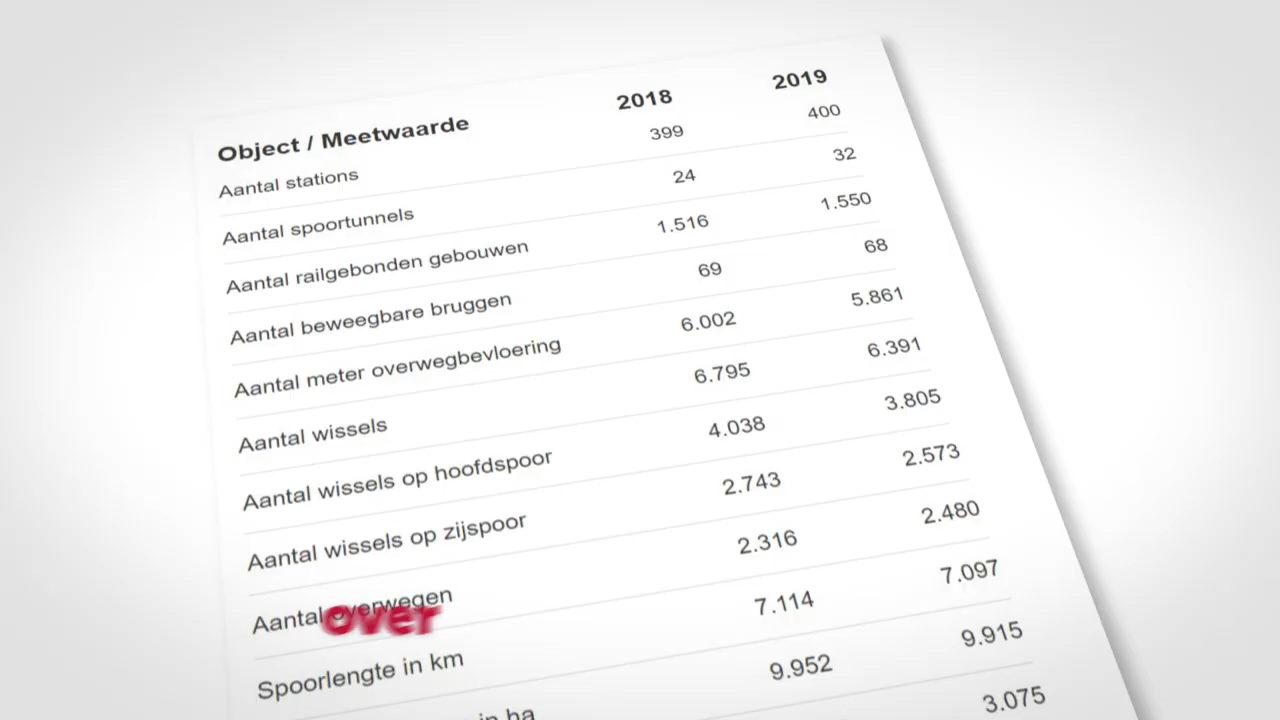 Object / Meetwaarde 2018 2019
Aantal stations 399 400
Aantal spoortunnels 24 32
Aantal railgebonden gebouwen 1.516 1.550
Aantal beweegbare bruggen 69 68
Aantal meter overwegbevloering 6.002 5.861
Aantal wissels 6.795 6.391
Aantal wissels op hoofdspoor 4.038 3.805
Aantal wissels op zijspoor 2.743 2.573
Aantal overwegen 2.316 2.480
over
Spoorlengte in km 7.114 7.097
in ha 9.952 9.915
3.075